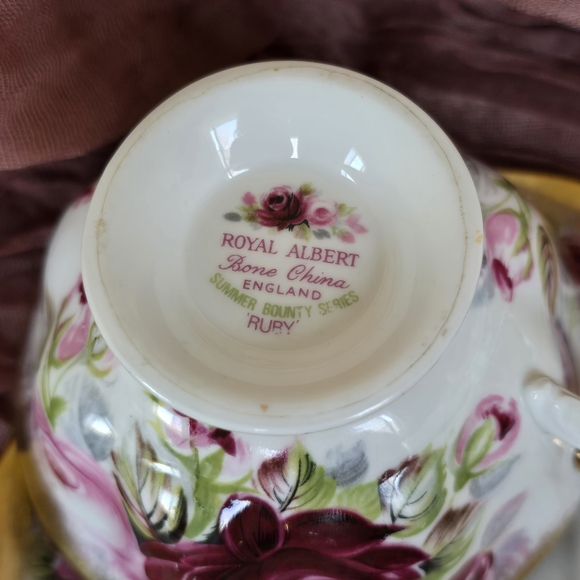 ROYAL ALBERT
Bone China
ENGLAND
SUMMER BOUNTY SERIES
'RUBY'